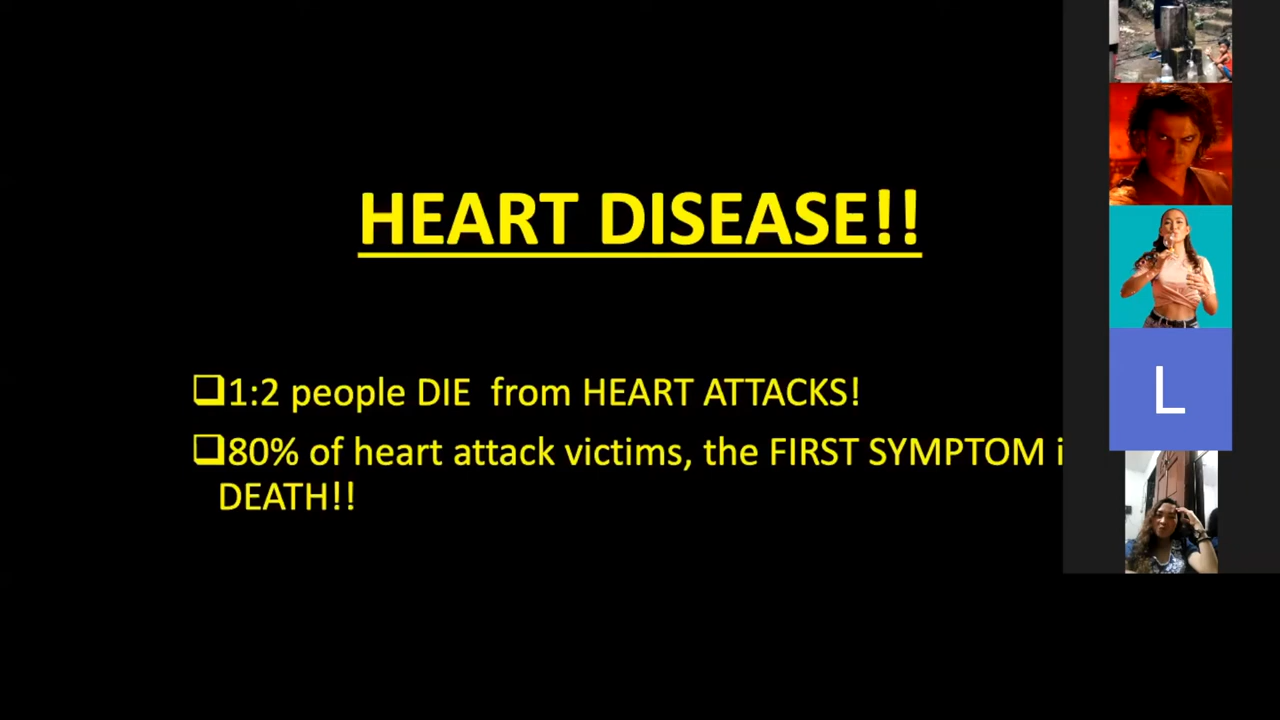 HEART DISEASE!!
❑1:2 people DIE from HEART ATTACKS!
❑80% of heart attack victims, the FIRST SYMPTOM i
DEATH!!
L